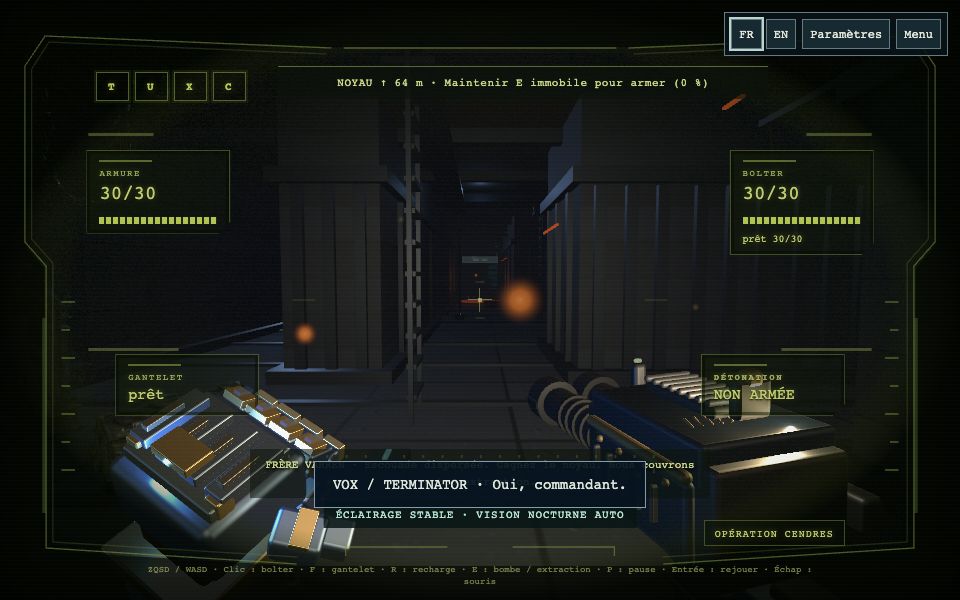 FR EN Paramètres Menu
T U X C
NOYAU ↑ 64 m · Maintenir E immobile pour armer (0 %)
ARMURE
30/30
BOLTER
30/30
prêt 30/30
GANTELET
prêt
DÉTONATION
NON ARMÉE
FRÈRE
couvrons
VOX / TERMINATOR · Oui, commandant.
ÉCLAIRAGE STABLE · VISION NOCTURNE AUTO
OPÉRATION CENDRES
ZQSD / WASD · Clic : bolter · F : gantelet · R : recharge · E : bombe / extraction · P : pause · Entrée : rejouer · Échap :
souris